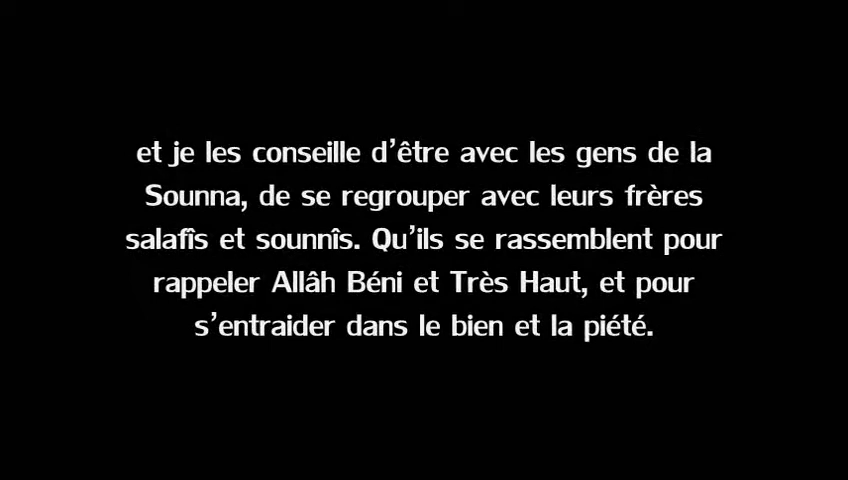 et je les conseille d'être avec les gens de la
Sounna, de se regrouper avec leurs frères
salafîs et sounnîs. Qu'ils se rassemblent pour
rappeler Allâh Béni et Très Haut, et pour
s'entraider dans le bien et la piété.